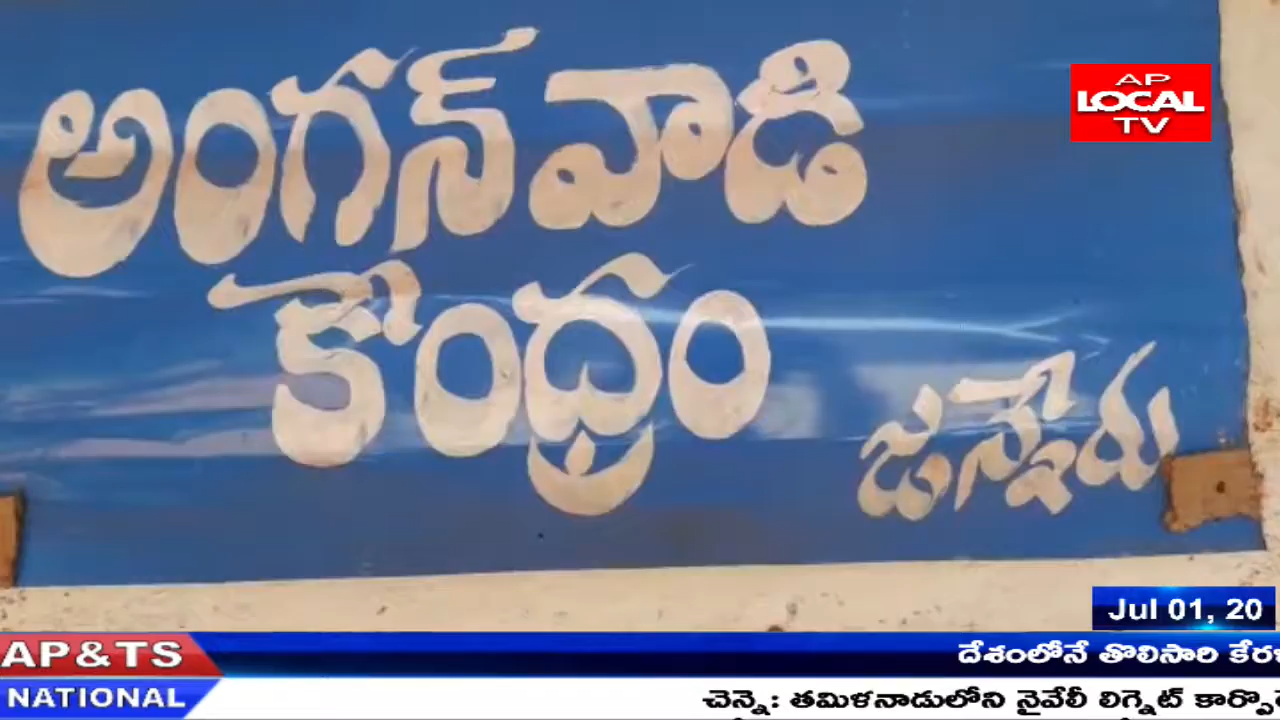 అంగన్‌వాడి
AP
LOCAL
TV
కేంద్రం
జన్నోరు
Jul 01, 20
AP&TS
దేశంలోనే తొలిసారి
NATIONAL
చెన్నై: తమిళనాడులోని నైవేలీ లిగ్నైట్